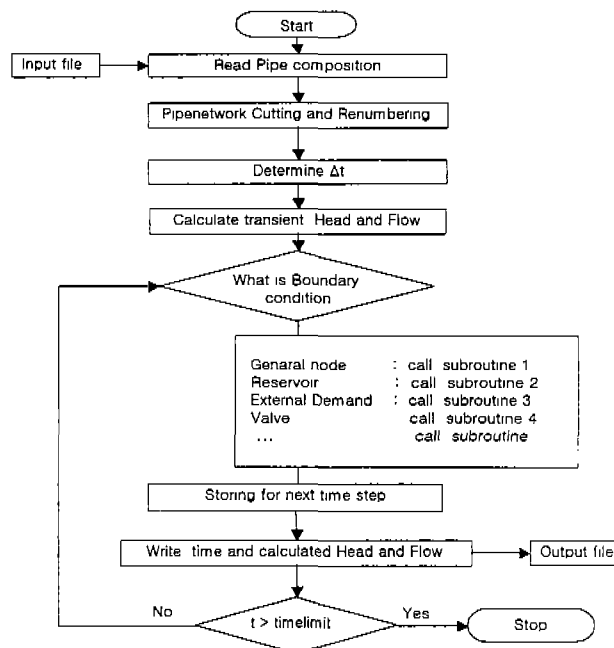 Start
Input file
Read Pipe composition
Pipenetwork Cutting and Renumbering
Determine Δt
Calculate transient Head and Flow
What is Boundary
condition
Genaral node : call subroutine 1
Reservoir : call subroutine 2
External Demand : call subroutine 3
Valve call subroutine 4
... call subroutine
Storing for next time step
Write time and calculated Head and Flow
Output file
No
t > timelimit
Yes
Stop